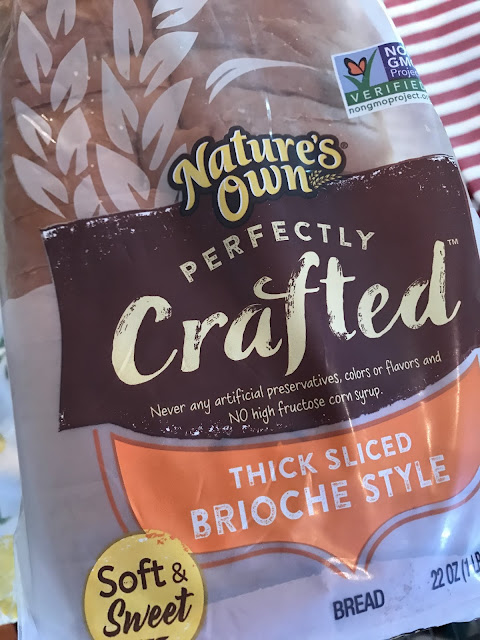 NON
GMO
Project
VERIFIED
nongmoproject.or
Nature's
Own®
PERFECTLY
Crafted™
Never any artificial preservatives, colors or flavors and
NO high fructose corn syrup.
THICK SLICED
BRIOCHE STYLE
Soft &
Sweet
BREAD
22 OZ (1 LB